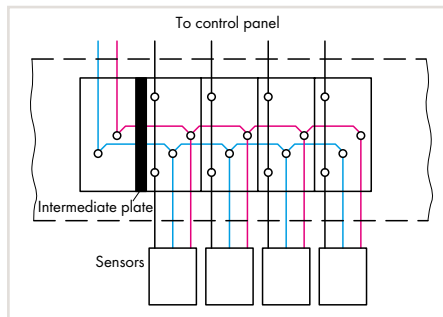 To control panel
Intermediate plate
Sensors